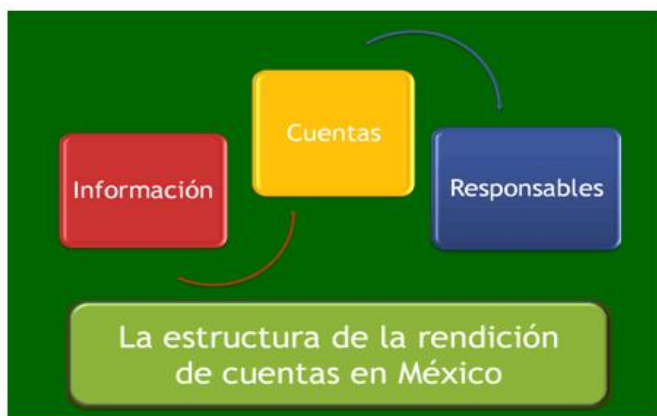 Información
Cuentas
Responsables
La estructura de la rendición
de cuentas en México